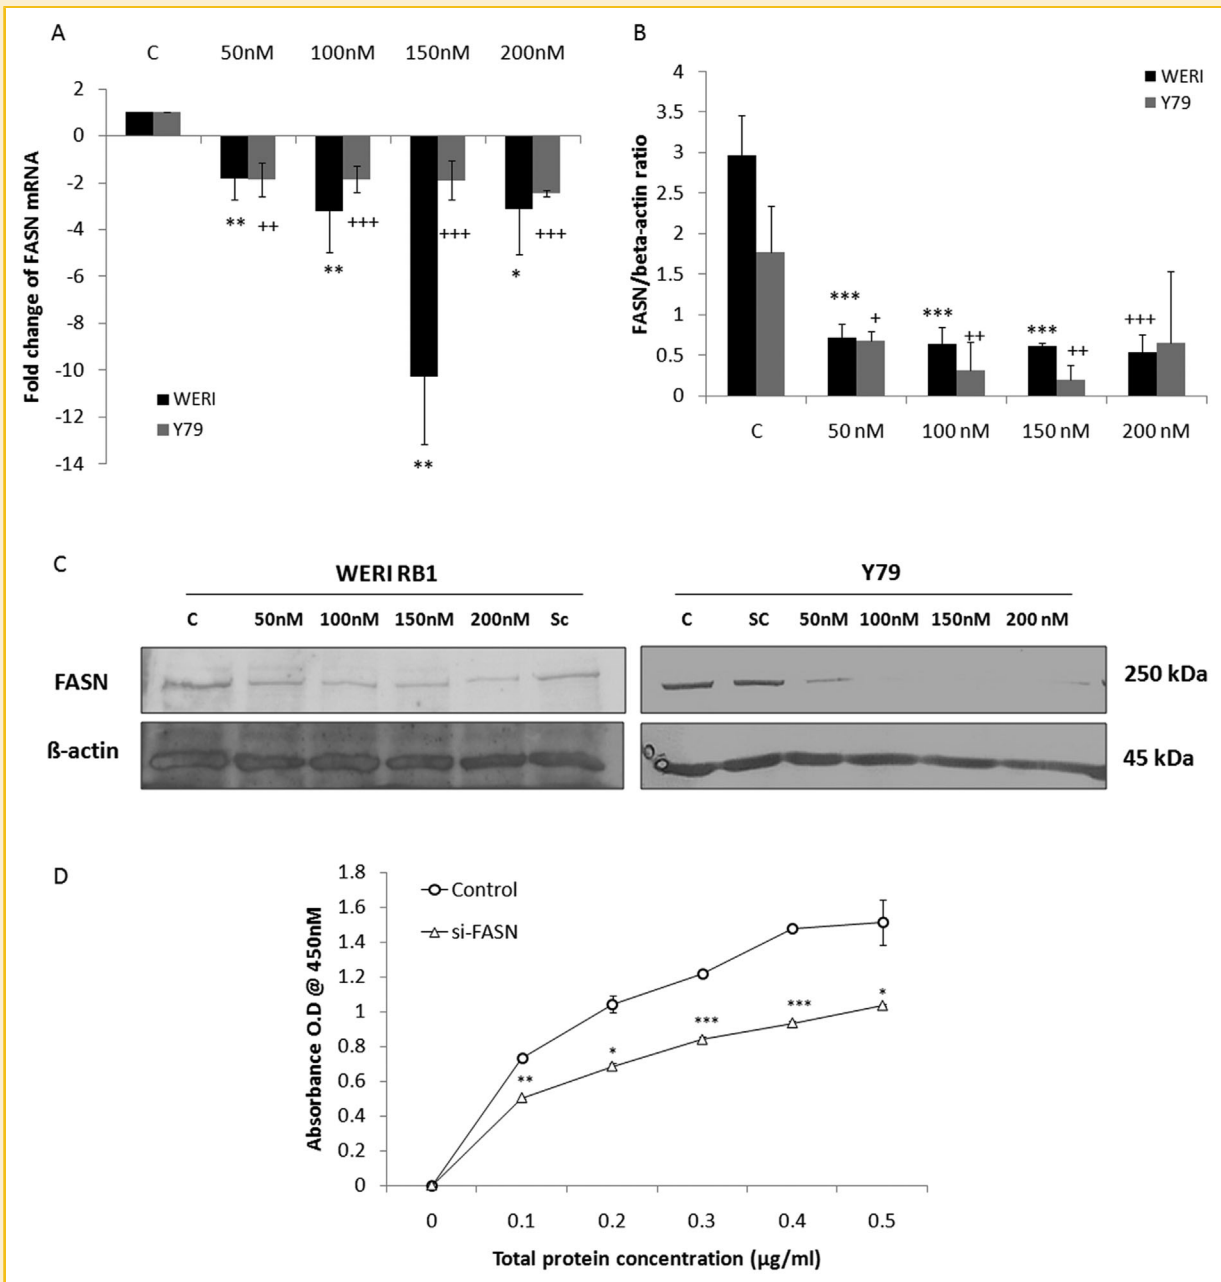 A
C 50nM 100nM 150nM 200nM
Fold change of FASN mRNA
2
0
-2
-4
-6
-8
-10
-12
-14
** ++
** +++
** +++
* +++
WERI
Y79
B
FASN/beta-actin ratio
4
3.5
3
2.5
2
1.5
1
0.5
0
WERI
Y79
*** +
*** ++
*** ++
+++
C 50 nM 100 nM 150 nM 200 nM
C
WERI RB1 Y79
C 50nM 100nM 150nM 200nM Sc C SC 50nM 100nM 150nM 200 nM
FASN 250 kDa
ß-actin 45 kDa
D
Absorbance O.D @ 450nM
1.8
1.6
1.4
1.2
1
0.8
0.6
0.4
0.2
0
Control
si-FASN
** * *** *** *
0 0.1 0.2 0.3 0.4 0.5
Total protein concentration (µg/ml)